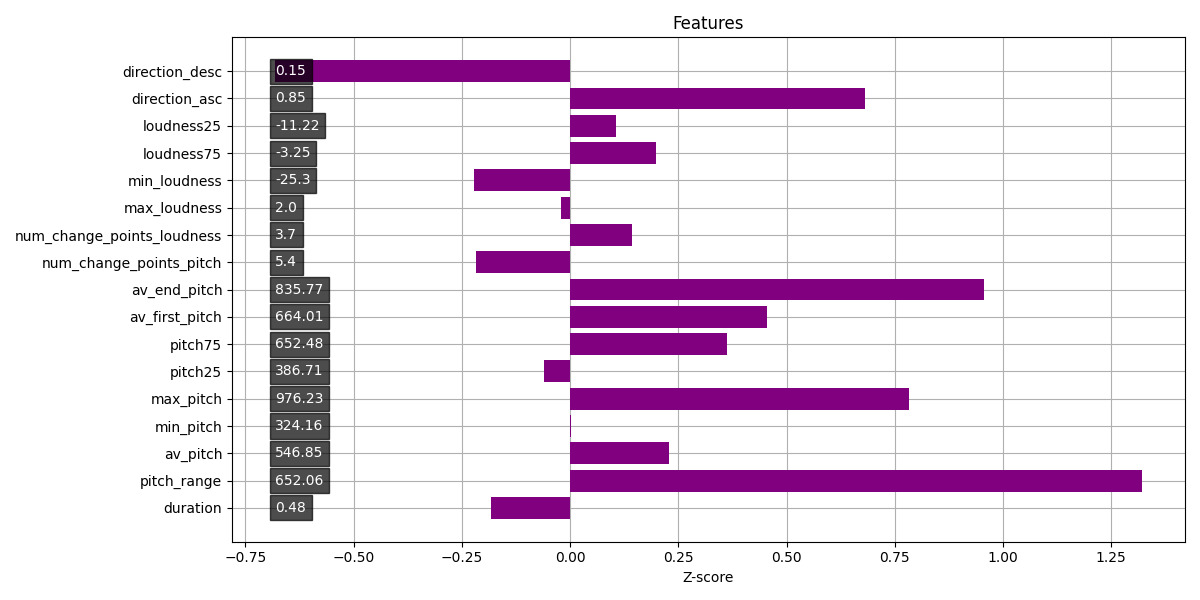 Features
direction_desc 0.15
direction_asc 0.85
loudness25 -11.22
loudness75 -3.25
min_loudness -25.3
max_loudness 2.0
num_change_points_loudness 3.7
num_change_points_pitch 5.4
av_end_pitch 835.77
av_first_pitch 664.01
pitch75 652.48
pitch25 386.71
max_pitch 976.23
min_pitch 324.16
av_pitch 546.85
pitch_range 652.06
duration 0.48
−0.75 −0.50 −0.25 0.00 0.25 0.50 0.75 1.00 1.25
Z-score